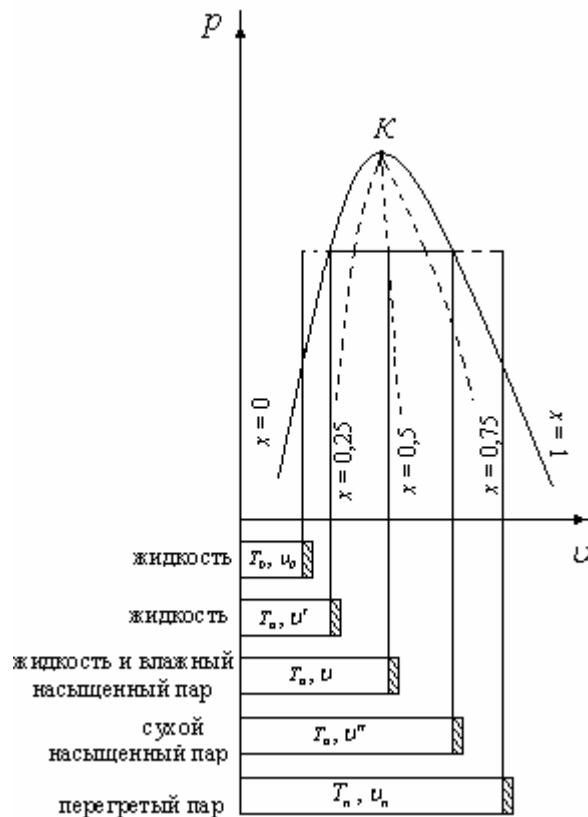 p
К
x = 0
x = 0,25
x = 0,5
x = 0,75
x = 1
υ
жидкость
T₀, υ₀
жидкость
Tₙ, υ'
жидкость и влажный
насыщенный пар
Tₙ, υ
сухой
насыщенный пар
Tₙ, υ"
перегретый пар
Tₙ, υₙ